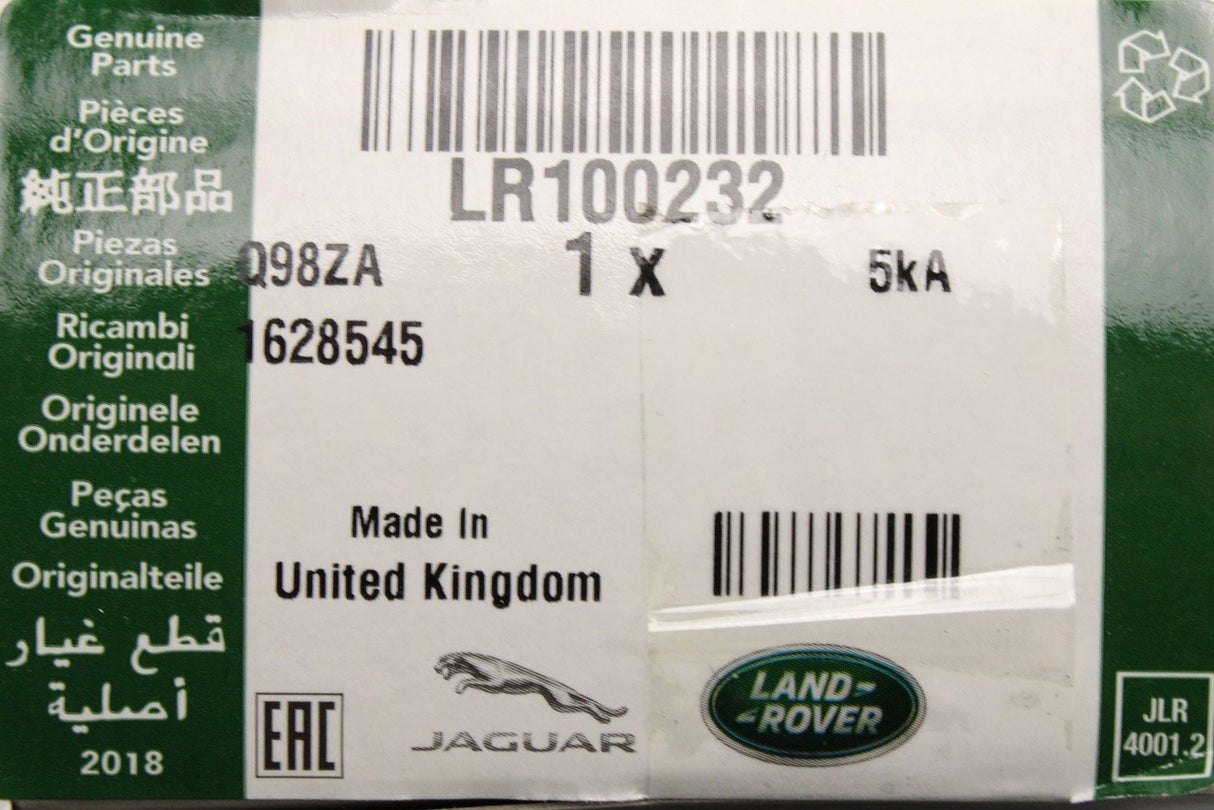 Genuine
Parts
Pièces
d'Origine
純正部品
Piezas
Originales
Ricambi
Originali
Originele
Onderdelen
Peças
Genuinas
Originalteile
قطع غيار
أصلية
2018
LR100232
Q98ZA 1 x 5kA
1628545
Made In
United Kingdom
EAC
JAGUAR
LAND-
-ROVER
JLR
4001.2